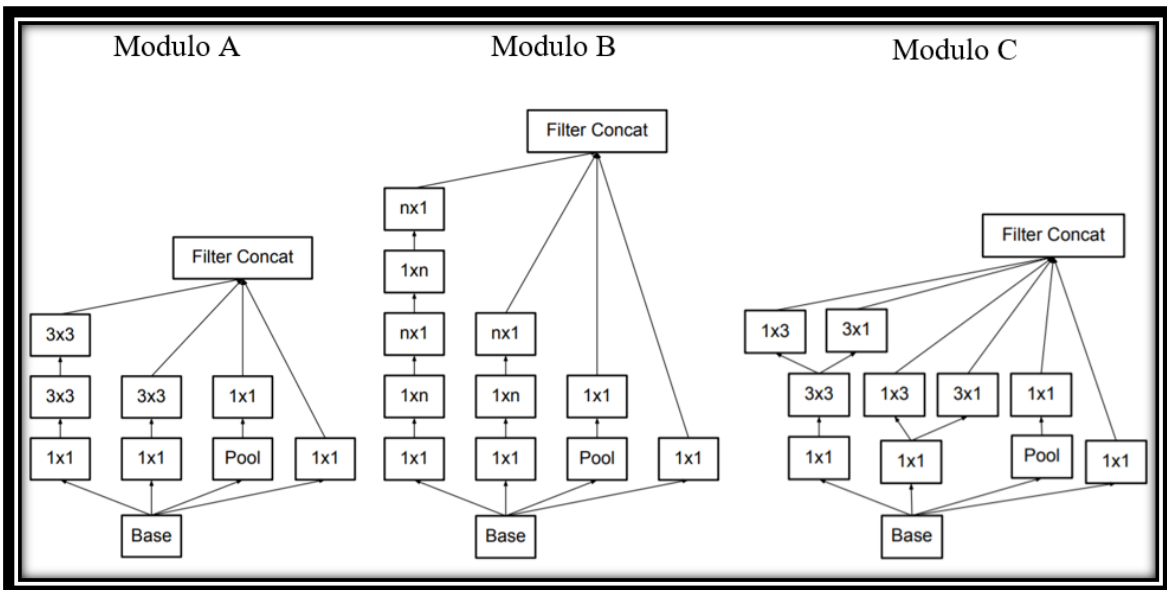 Modulo A
Modulo B
Modulo C
Filter Concat
3x3
3x3
3x3
1x1
1x1
1x1
Pool
1x1
Base
Filter Concat
nx1
1xn
nx1
nx1
1xn
1xn
1x1
1x1
1x1
Pool
1x1
Base
Filter Concat
1x3
3x1
3x3
1x3
3x1
1x1
1x1
1x1
Pool
1x1
Base